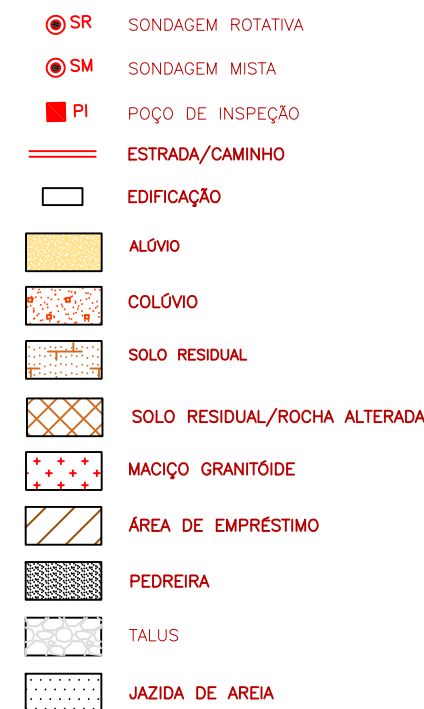 SR SONDAGEM ROTATIVA
SM SONDAGEM MISTA
PI POÇO DE INSPEÇÃO
ESTRADA/CAMINHO
EDIFICAÇÃO
ALÚVIO
COLÚVIO
SOLO RESIDUAL
SOLO RESIDUAL/ROCHA ALTERADA
MACIÇO GRANITÓIDE
ÁREA DE EMPRÉSTIMO
PEDREIRA
TALUS
JAZIDA DE AREIA